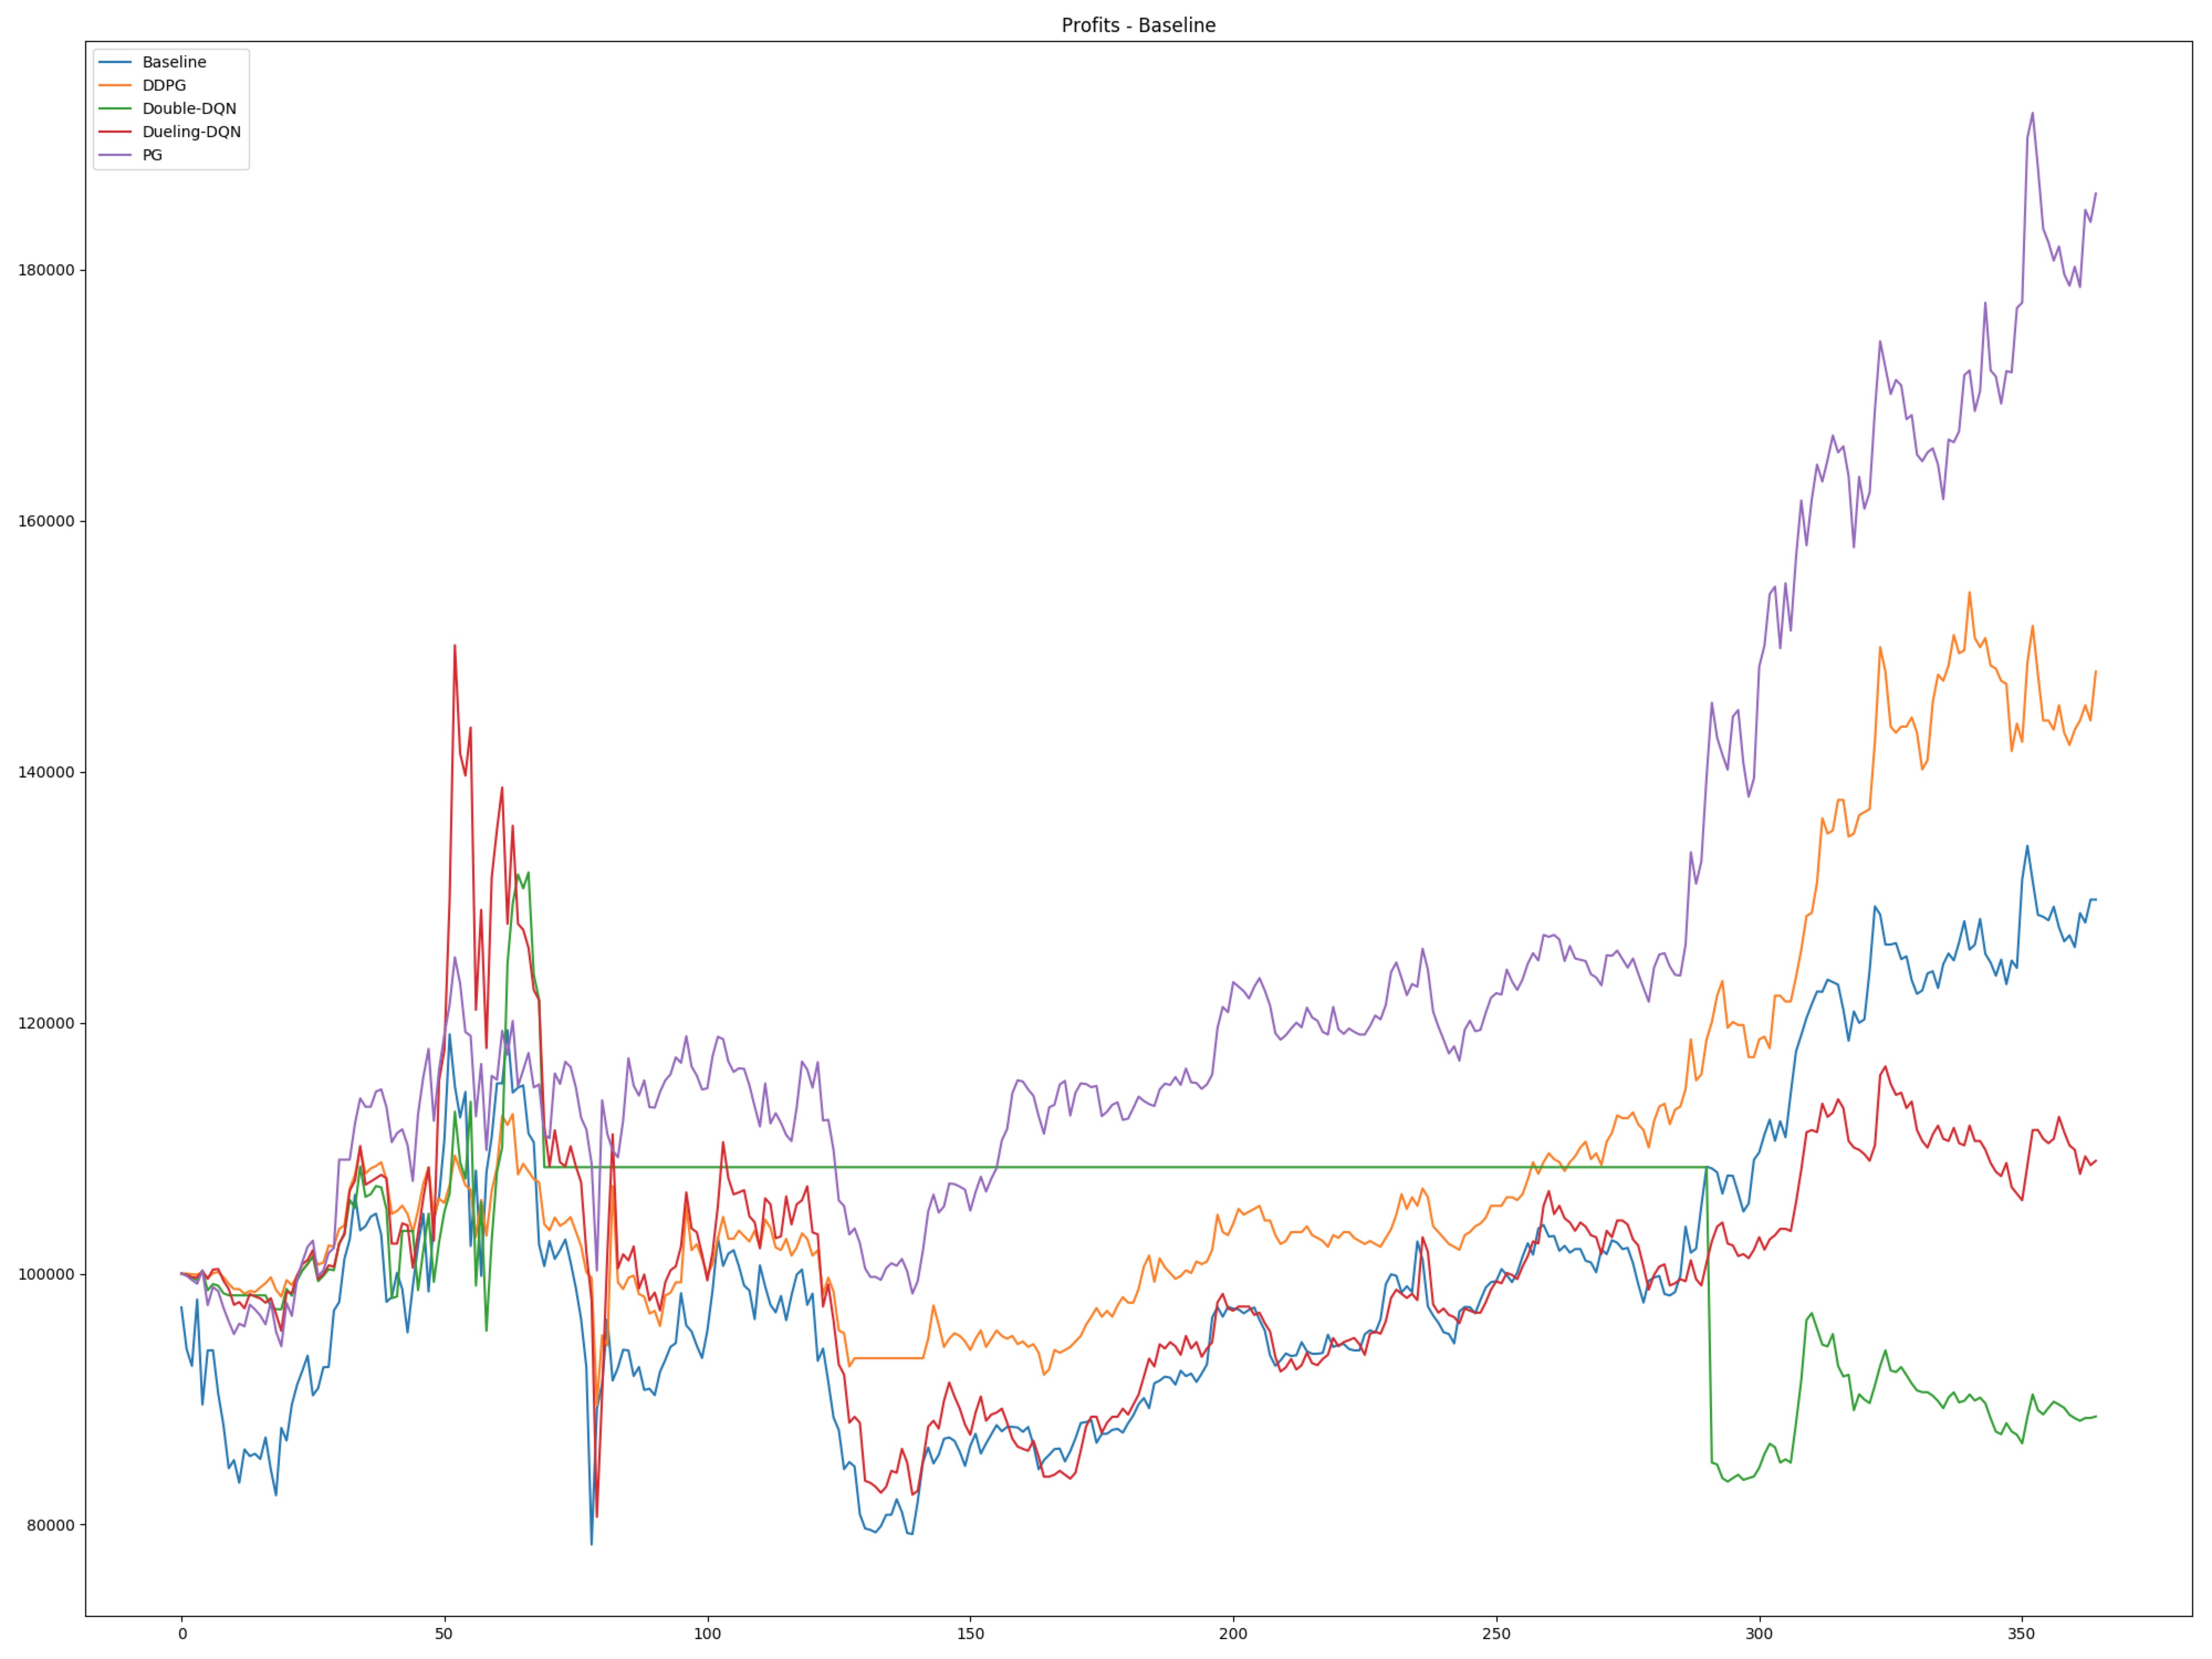 Profits - Baseline
Baseline
DDPG
Double-DQN
Dueling-DQN
PG
180000
160000
140000
120000
100000
80000
0 50 100 150 200 250 300 350